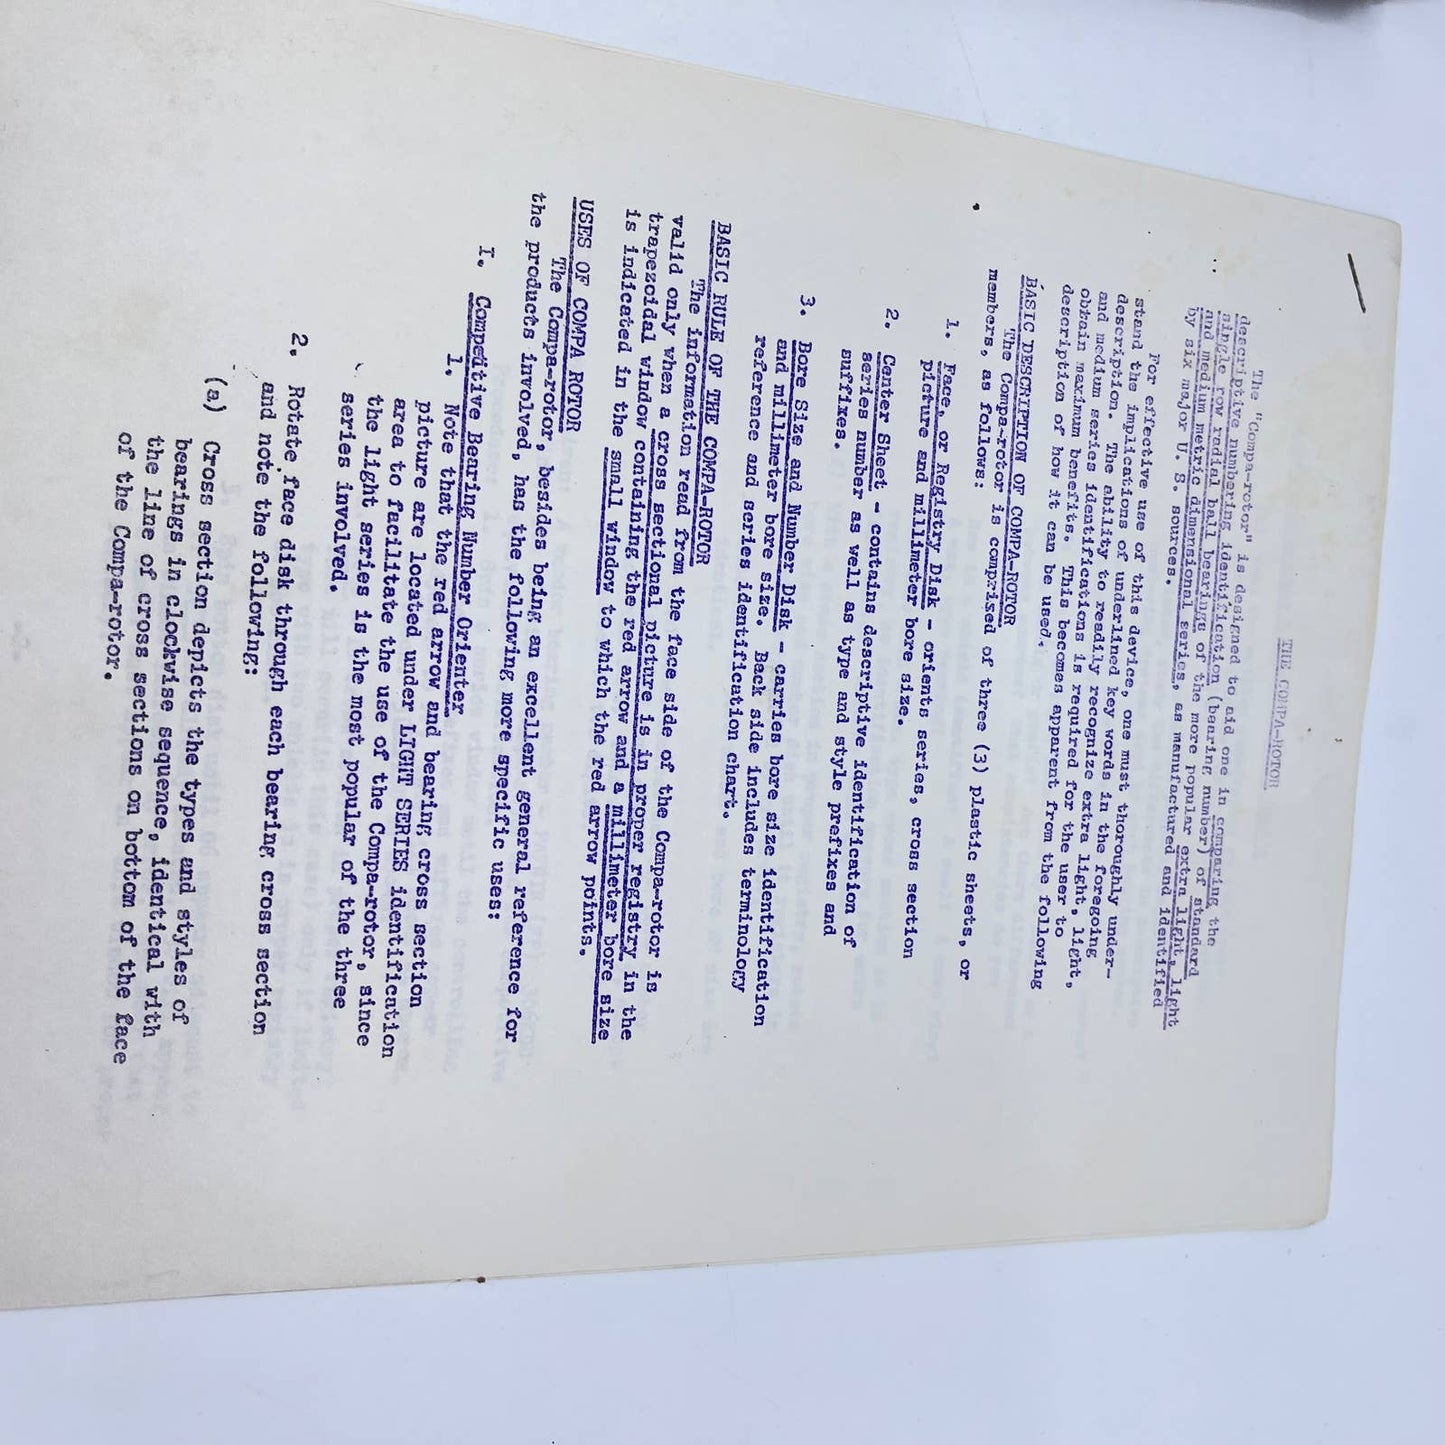 THE COMPA-ROTOR
The "Compa-rotor" is designed to aid one in comparing the
descriptive numbering identification (bearing number) of standard
single row radial ball bearings of the more popular extra light, light
and medium metric dimensional series, as manufactured and identified
by six major U. S. sources.
For effective use of this device, one must thoroughly under-
stand the implications of underlined key words in the foregoing
description. The ability to readily recognize extra light, light,
and medium series identifications is required for the user to
obtain maximum benefits. This becomes apparent from the following
description of how it can be used.
BASIC DESCRIPTION OF COMPA-ROTOR
The Compa-rotor is comprised of three (3) plastic sheets, or
members, as follows:
1. Face, or Registry Disk - orients series, cross section
picture and millimeter bore size.
2. Center Sheet - contains descriptive identification of
series number as well as type and style prefixes and
suffixes.
3. Bore Size and Number Disk - carries bore size identification
and millimeter bore size. Back side includes terminology
reference and series identification chart.
BASIC RULE OF THE COMPA-ROTOR
The information read from the face side of the Compa-rotor is
valid only when a cross sectional picture is in proper registry in the
trapezoidal window containing the red arrow and a millimeter bore size
is indicated in the small window to which the red arrow points.
USES OF COMPA ROTOR
The Compa-rotor, besides being an excellent general reference for
the products involved, has the following more specific uses:
I. Competitive Bearing Number Orienter
1. Note that the red arrow and bearing cross section
picture are located under LIGHT SERIES identification
area to facilitate the use of the Compa-rotor, since
the light series is the most popular of the three
series involved.
2. Rotate face disk through each bearing cross section
and note the following:
(a) Cross section depicts the types and styles of
bearings in clockwise sequence, identical with
the line of cross sections on bottom of the face
of the Compa-rotor.